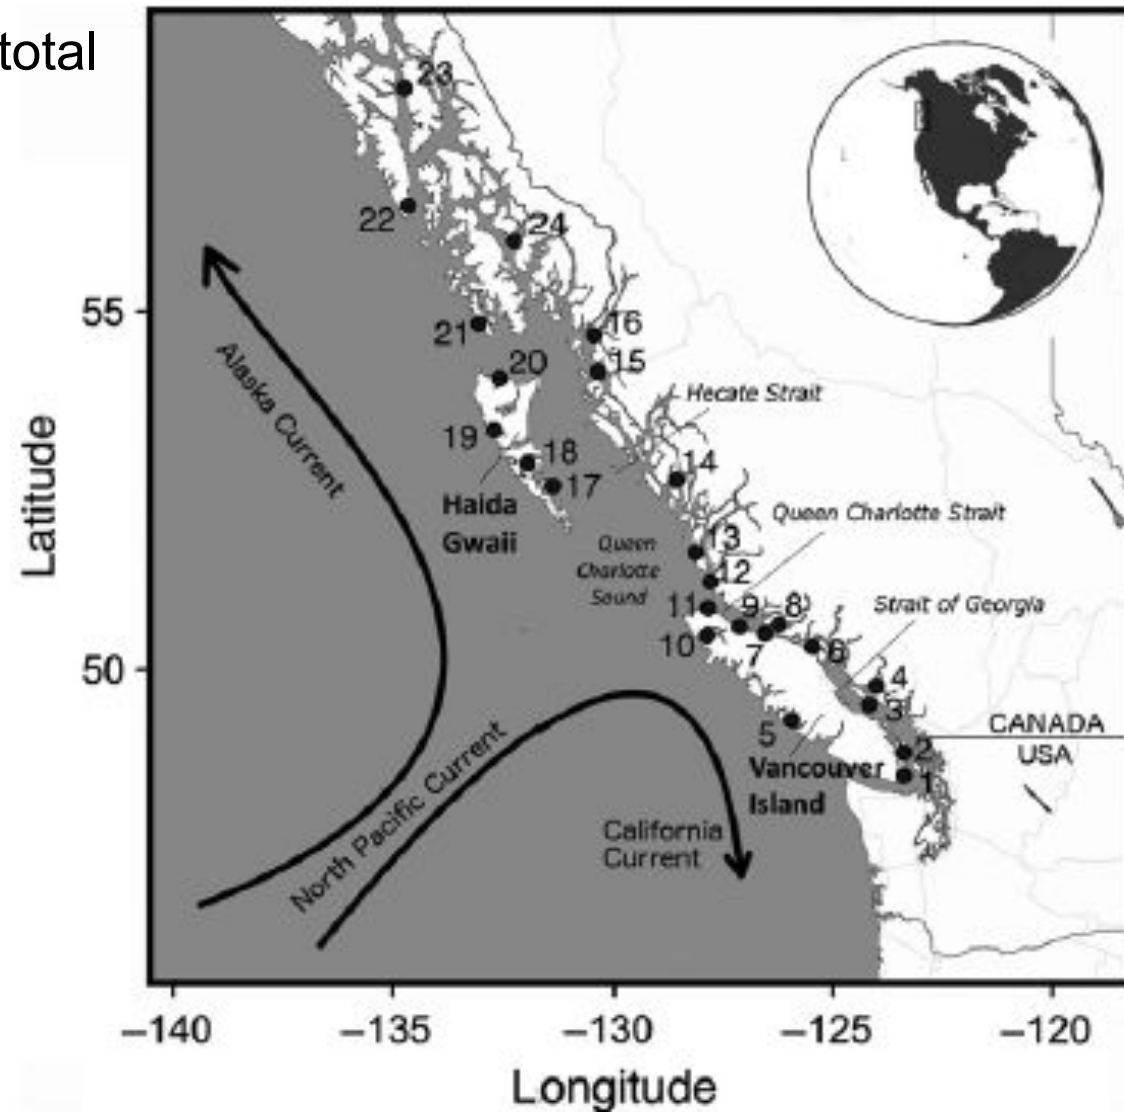 total
23
22
24
55
21
16
15
20
Hecate Strait
19
18
17
14
Alaska Current
Haida
Gwaii
Queen Charlotte Strait
Queen
Charlotte
Sound
13
12
11
9
8
Strait of Georgia
10
7
6
50
4
3
5
CANADA
USA
2
1
Vancouver
Island
North Pacific Current
California
Current
Latitude
−140
−135
−130
−125
−120
Longitude